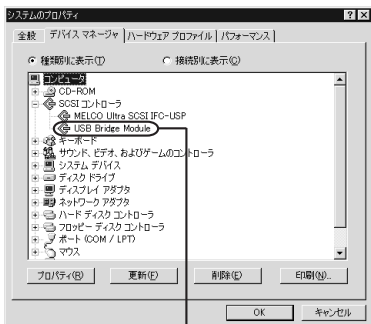 システムのプロパティ
全般 デバイス マネージャ ハードウェア プロファイル パフォーマンス
種類別に表示(T) 接続別に表示(C)
コンピュータ
CD-ROM
SCSI コントローラ
MELCO Ultra SCSI IFC-USP
USB Bridge Module
キーボード
サウンド、ビデオ、およびゲームのコントローラ
システム デバイス
ディスク ドライブ
ディスプレイ アダプタ
ネットワーク アダプタ
ハード ディスク コントローラ
フロッピー ディスク コントローラ
ポート (COM / LPT)
マウス
プロパティ(R) 更新(F) 削除(E) 印刷(N)...
OK キャンセル